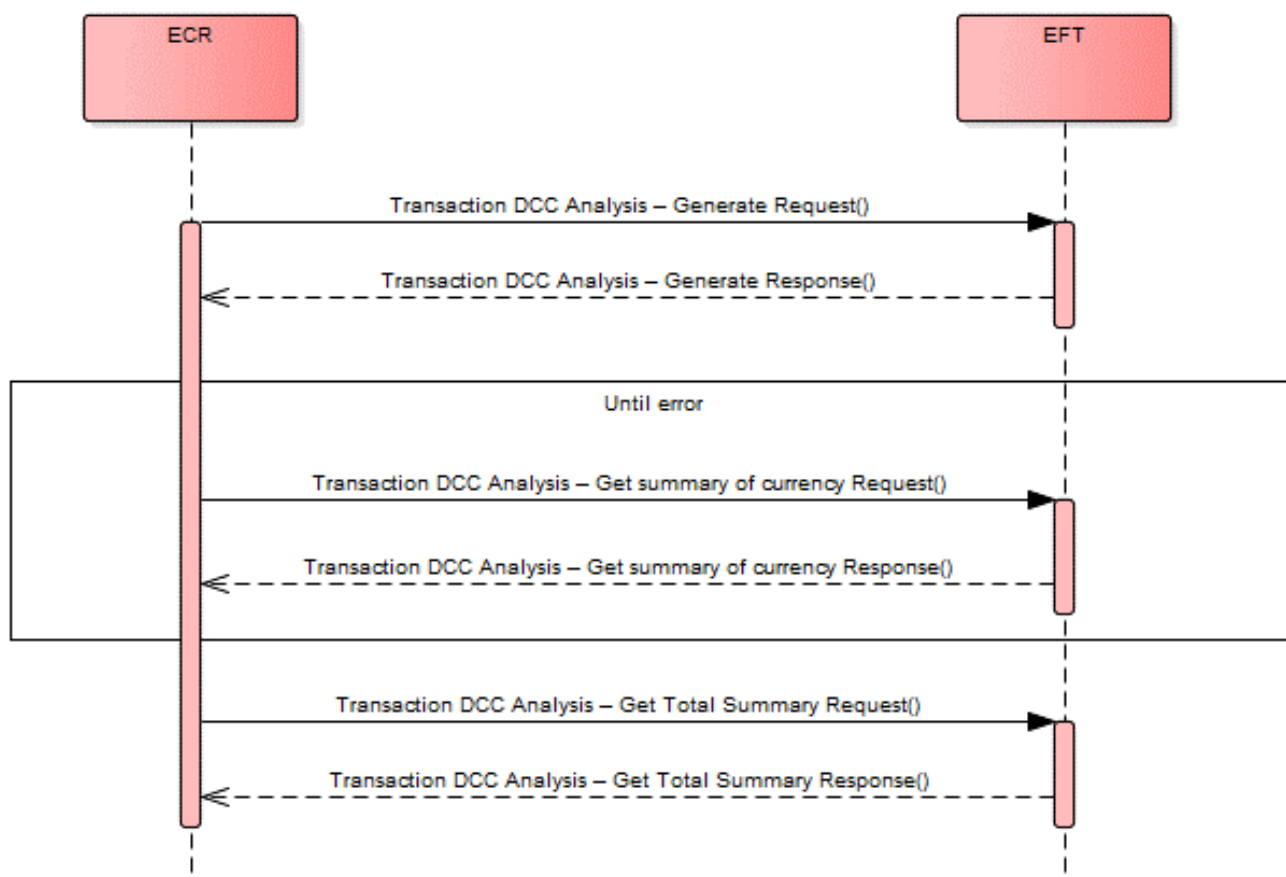 ECR
EFT
Transaction DCC Analysis – Generate Request()
Transaction DCC Analysis – Generate Response()
Until error
Transaction DCC Analysis – Get summary of currency Request()
Transaction DCC Analysis – Get summary of currency Response()
Transaction DCC Analysis – Get Total Summary Request()
Transaction DCC Analysis – Get Total Summary Response()